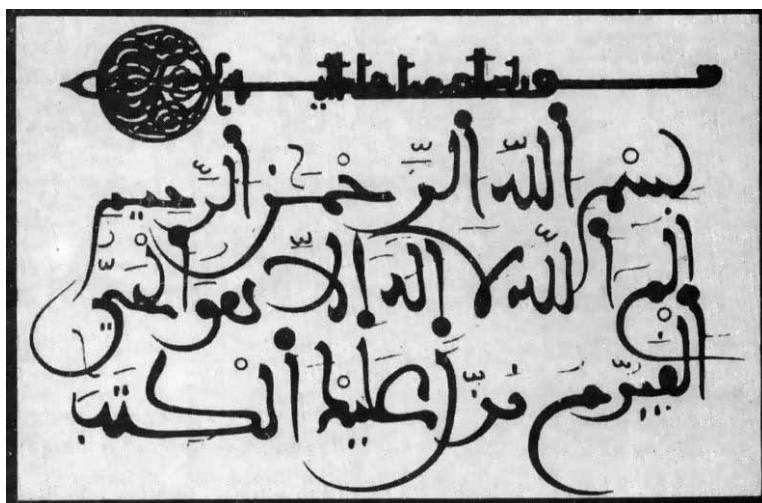 بسم الله الرحمن الرحيم
الم الله لا اله الا هو الحي
القيوم نزل عليك الكتب